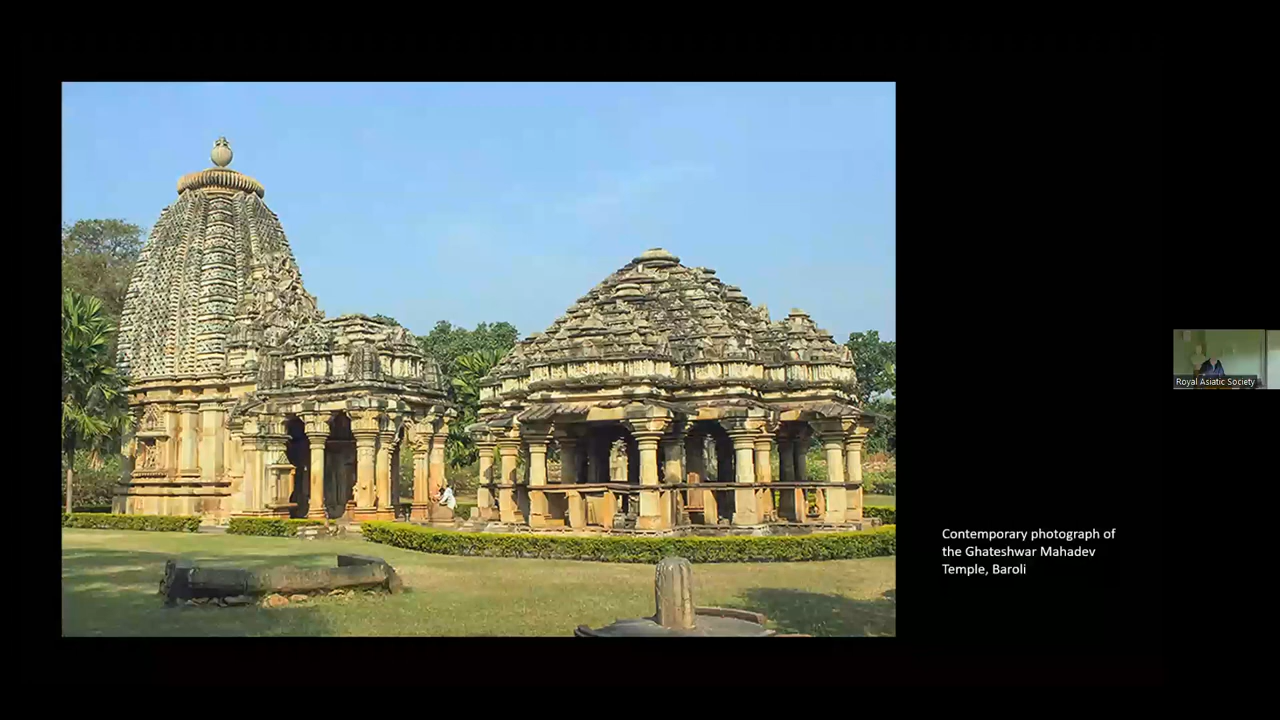 Contemporary photograph of
the Ghateshwar Mahadev
Temple, Baroli
Royal Asiatic Society